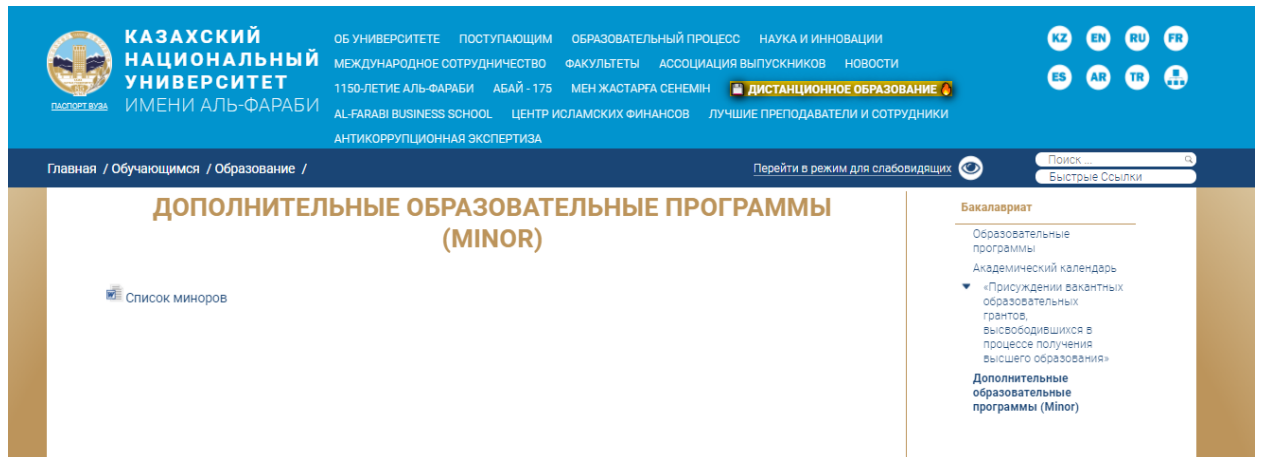 КАЗАХСКИЙ
НАЦИОНАЛЬНЫЙ
УНИВЕРСИТЕТ
ИМЕНИ АЛЬ-ФАРАБИ
ПАСПОРТ ВУЗА
ОБ УНИВЕРСИТЕТЕ ПОСТУПАЮЩИМ ОБРАЗОВАТЕЛЬНЫЙ ПРОЦЕСС НАУКА И ИННОВАЦИИ
МЕЖДУНАРОДНОЕ СОТРУДНИЧЕСТВО ФАКУЛЬТЕТЫ АССОЦИАЦИЯ ВЫПУСКНИКОВ НОВОСТИ
1150-ЛЕТИЕ АЛЬ-ФАРАБИ АБАЙ - 175 МЕН ЖАСТАРҒА СЕНЕМІН ДИСТАНЦИОННОЕ ОБРАЗОВАНИЕ
AL-FARABI BUSINESS SCHOOL ЦЕНТР ИСЛАМСКИХ ФИНАНСОВ ЛУЧШИЕ ПРЕПОДАВАТЕЛИ И СОТРУДНИКИ
АНТИКОРРУПЦИОННАЯ ЭКСПЕРТИЗА
KZ EN RU FR
ES AR TR
Главная / Обучающимся / Образование /
Перейти в режим для слабовидящих
Поиск ...
Быстрые Ссылки
ДОПОЛНИТЕЛЬНЫЕ ОБРАЗОВАТЕЛЬНЫЕ ПРОГРАММЫ
(MINOR)
Список миноров
Бакалавриат
Образовательные
программы
Академический календарь
«Присуждении вакантных
образовательных
грантов,
высвободившихся в
процессе получения
высшего образования»
Дополнительные
образовательные
программы (Minor)